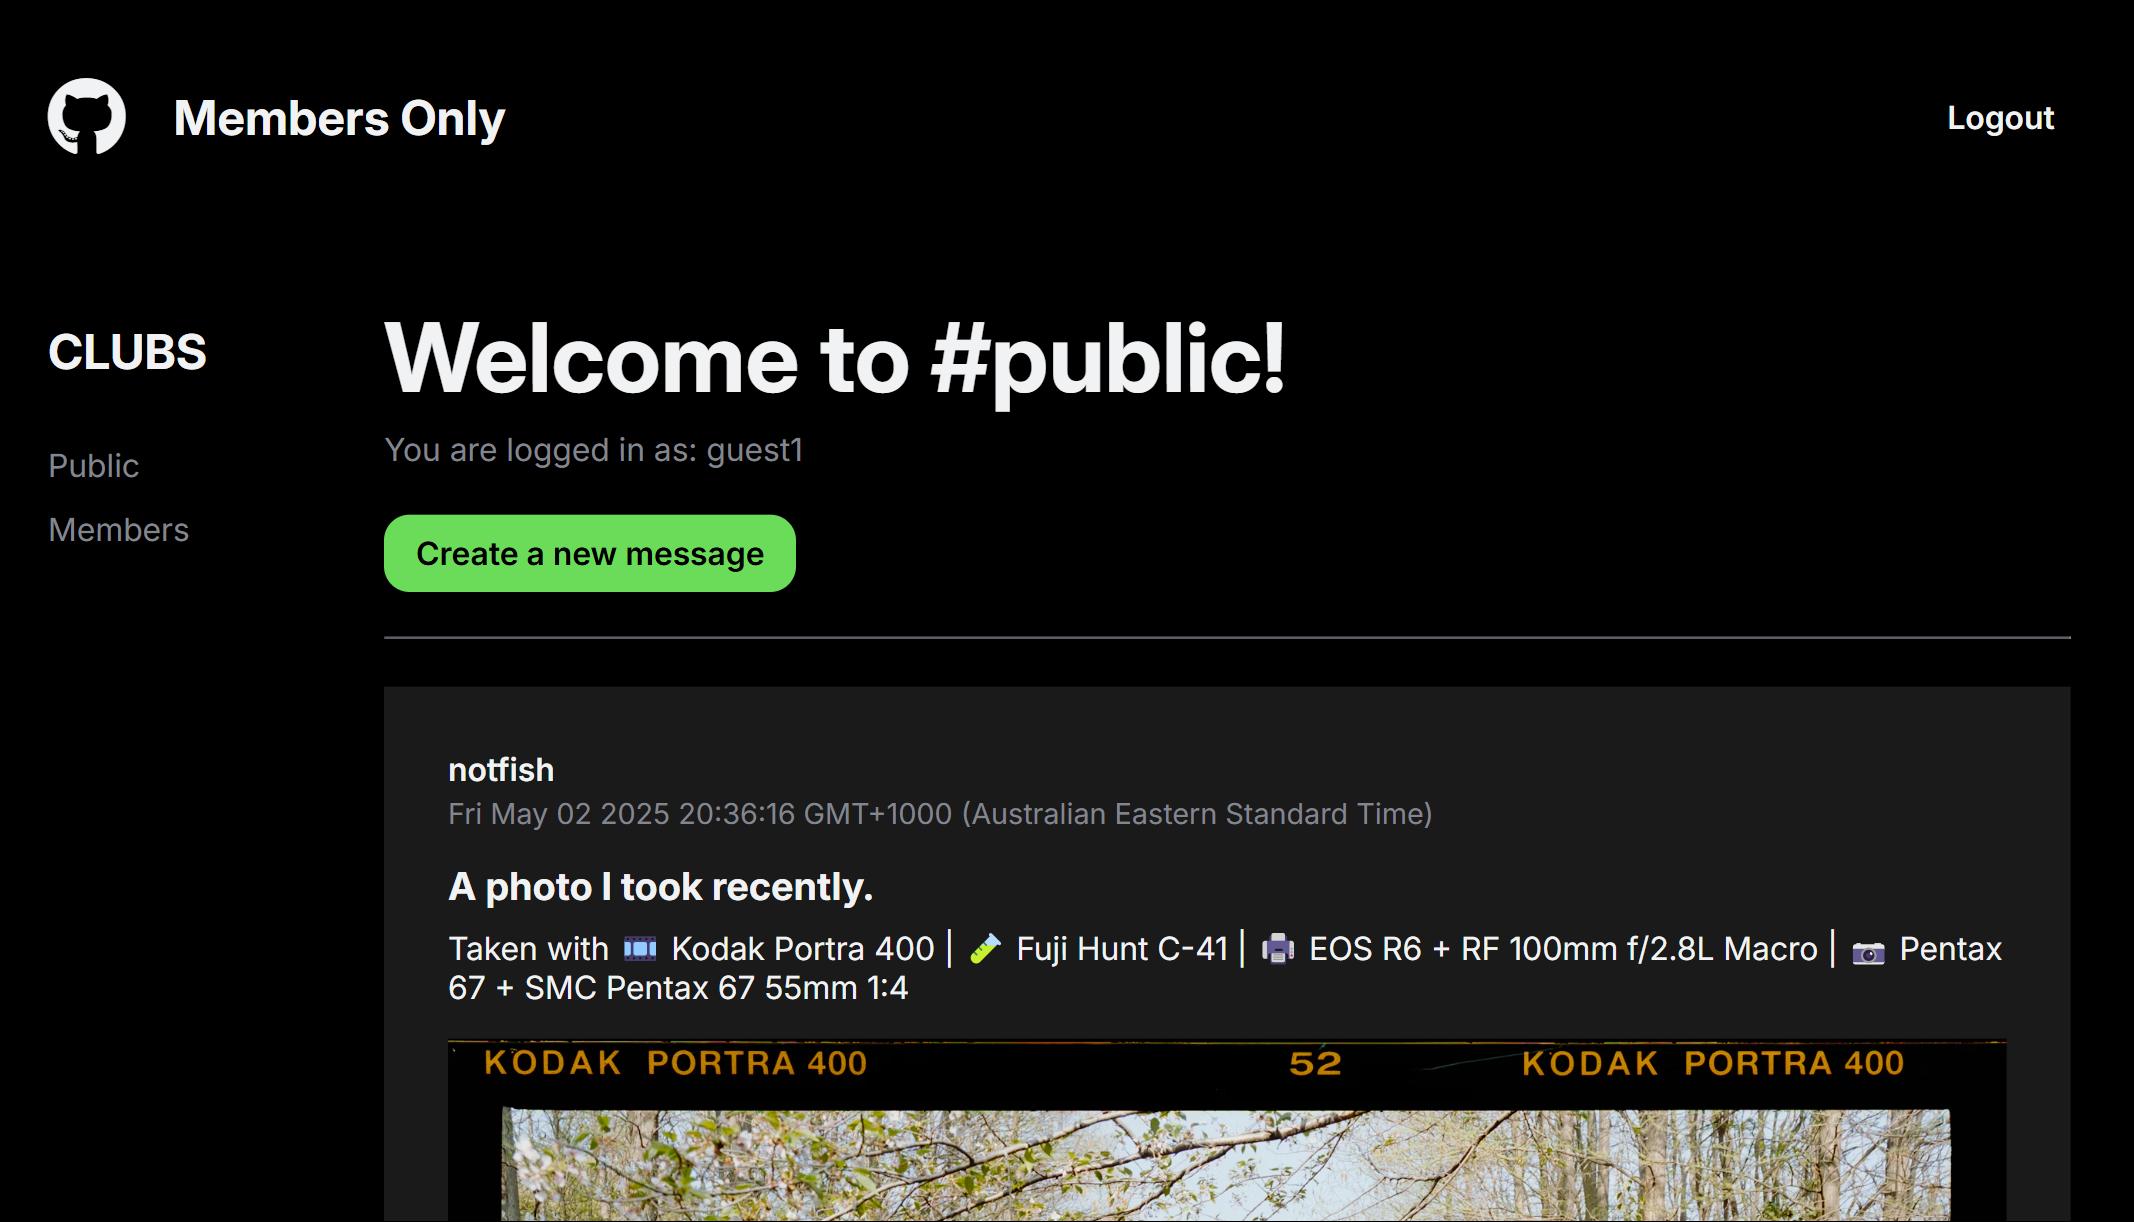 Members Only
Logout
CLUBS
Public
Members
Welcome to #public!
You are logged in as: guest1
Create a new message
notfish
Fri May 02 2025 20:36:16 GMT+1000 (Australian Eastern Standard Time)
A photo I took recently.
Taken with 🎞️ Kodak Portra 400 | 🧪 Fuji Hunt C-41 | 🖨️ EOS R6 + RF 100mm f/2.8L Macro | 📷 Pentax
67 + SMC Pentax 67 55mm 1:4
KODAK PORTRA 400 52 KODAK PORTRA 400